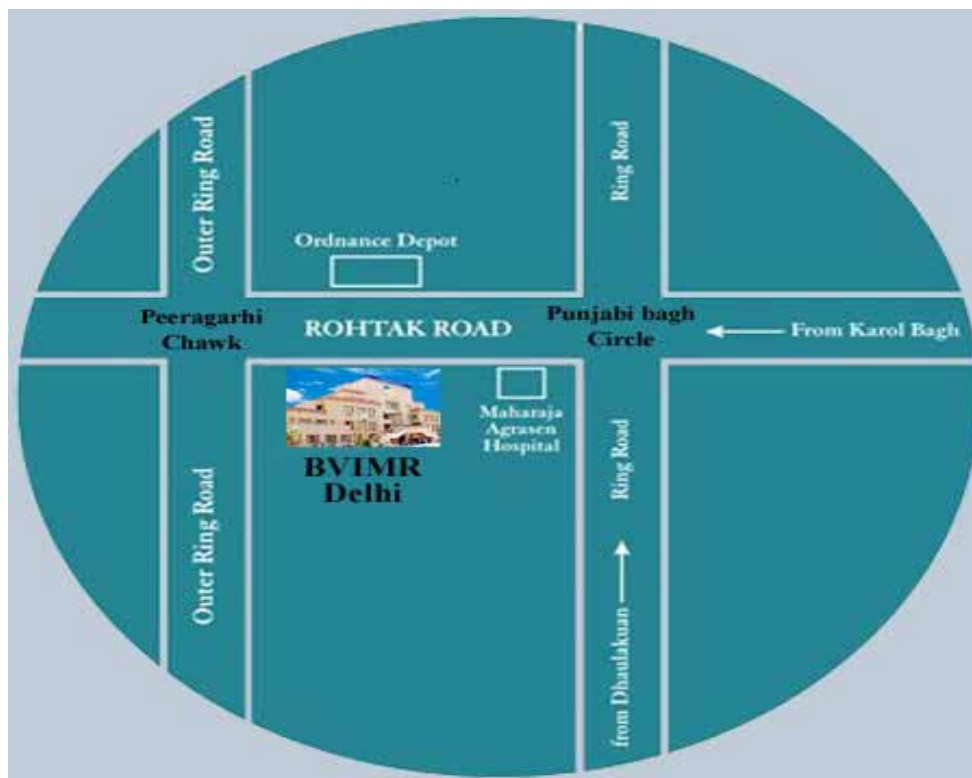 Outer Ring Road
Ring Road
Ordnance Depot
Peeragarhi
Chawk
ROHTAK ROAD
Punjabi bagh
Circle
From Karol Bagh
BVIMR
Delhi
Maharaja
Agrasen
Hospital
Outer Ring Road
Ring Road
from Dhaulakuan